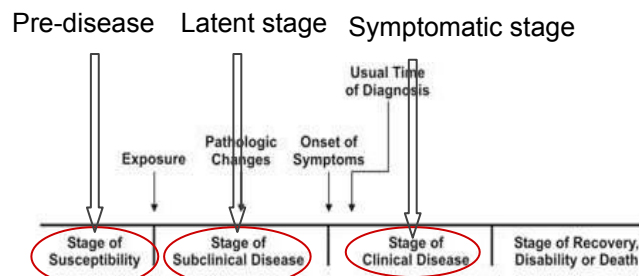 Pre-disease
Latent stage
Symptomatic stage
Usual Time
of Diagnosis
Pathologic
Changes
Onset of
Symptoms
Exposure
Stage of
Susceptibility
Stage of
Subclinical Disease
Stage of
Clinical Disease
Stage of Recovery,
Disability or Death